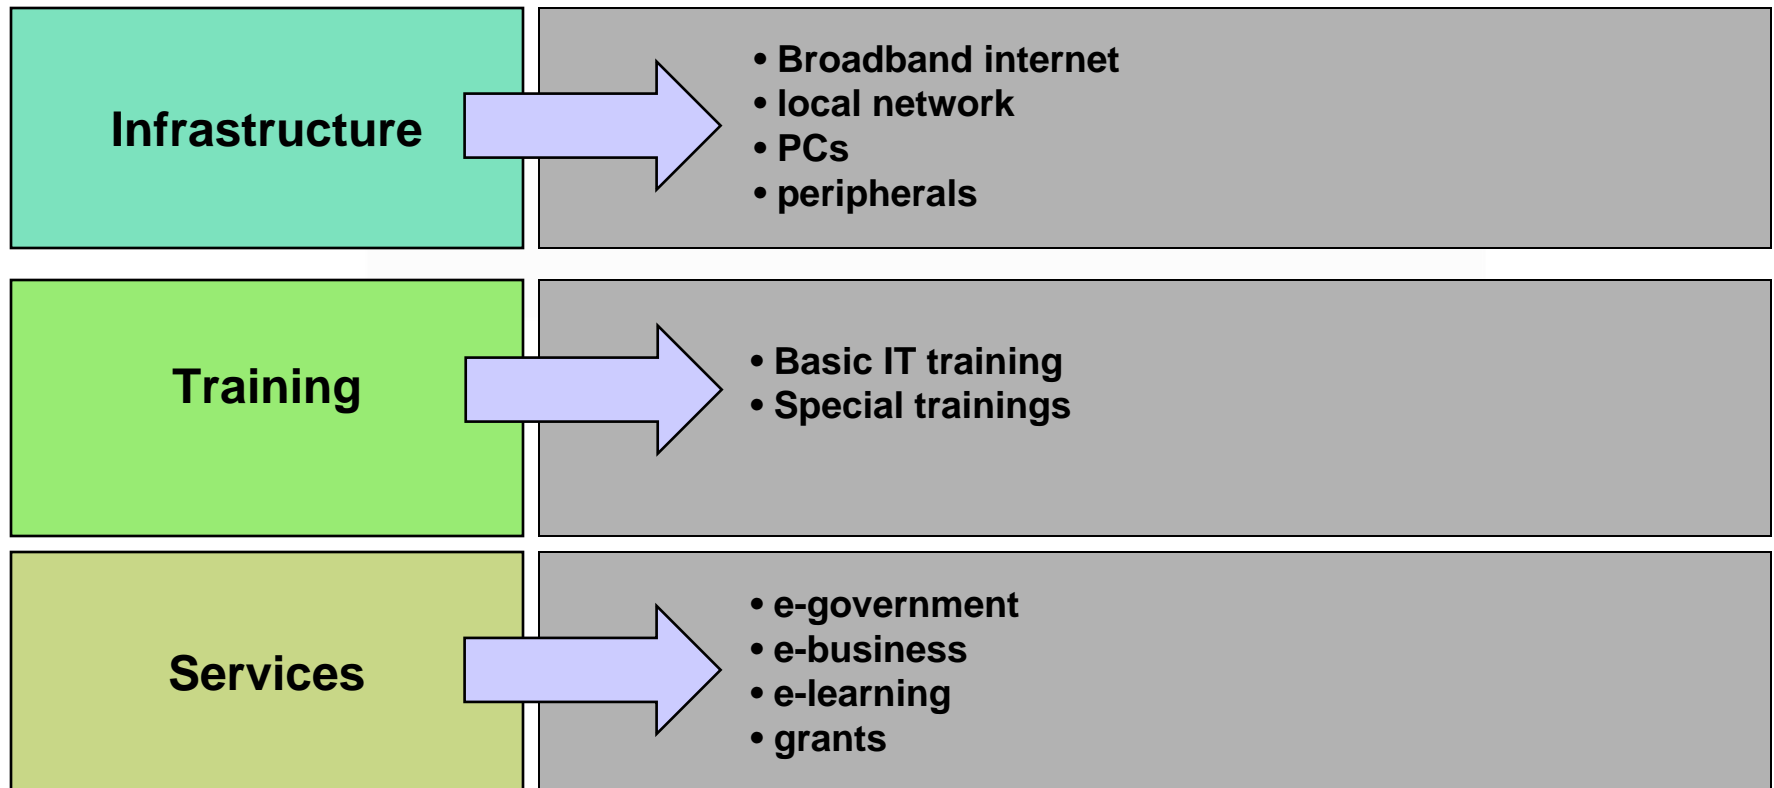 Infrastructure
• Broadband internet
• local network
• PCs
• peripherals
Training
• Basic IT training
• Special trainings
Services
• e-government
• e-business
• e-learning
• grants